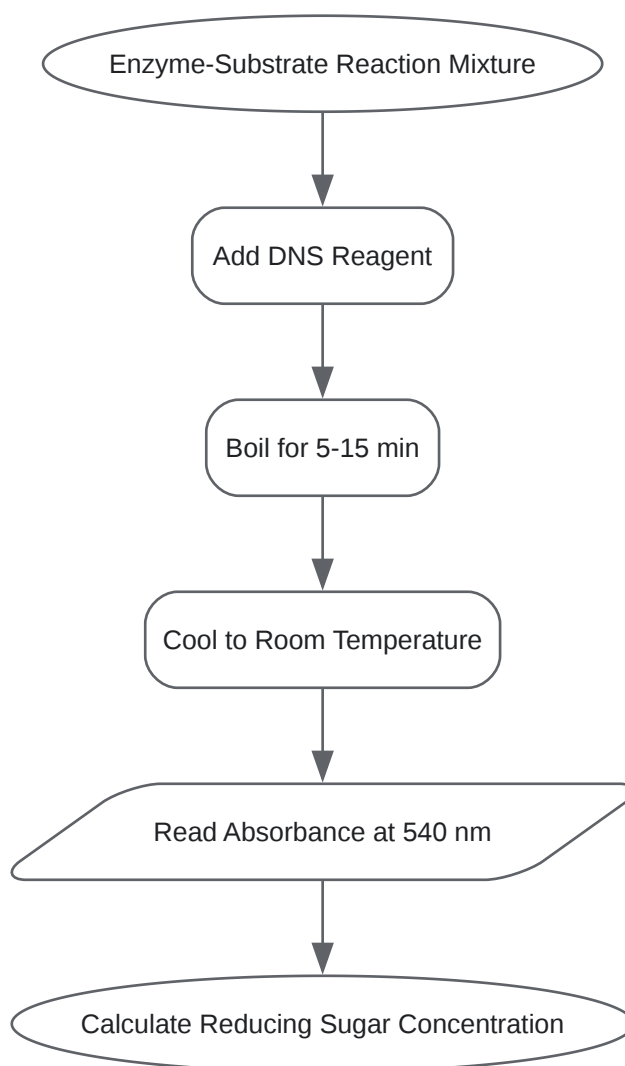 Enzyme-Substrate Reaction Mixture
Add DNS Reagent
Boil for 5-15 min
Cool to Room Temperature
Read Absorbance at 540 nm
Calculate Reducing Sugar Concentration